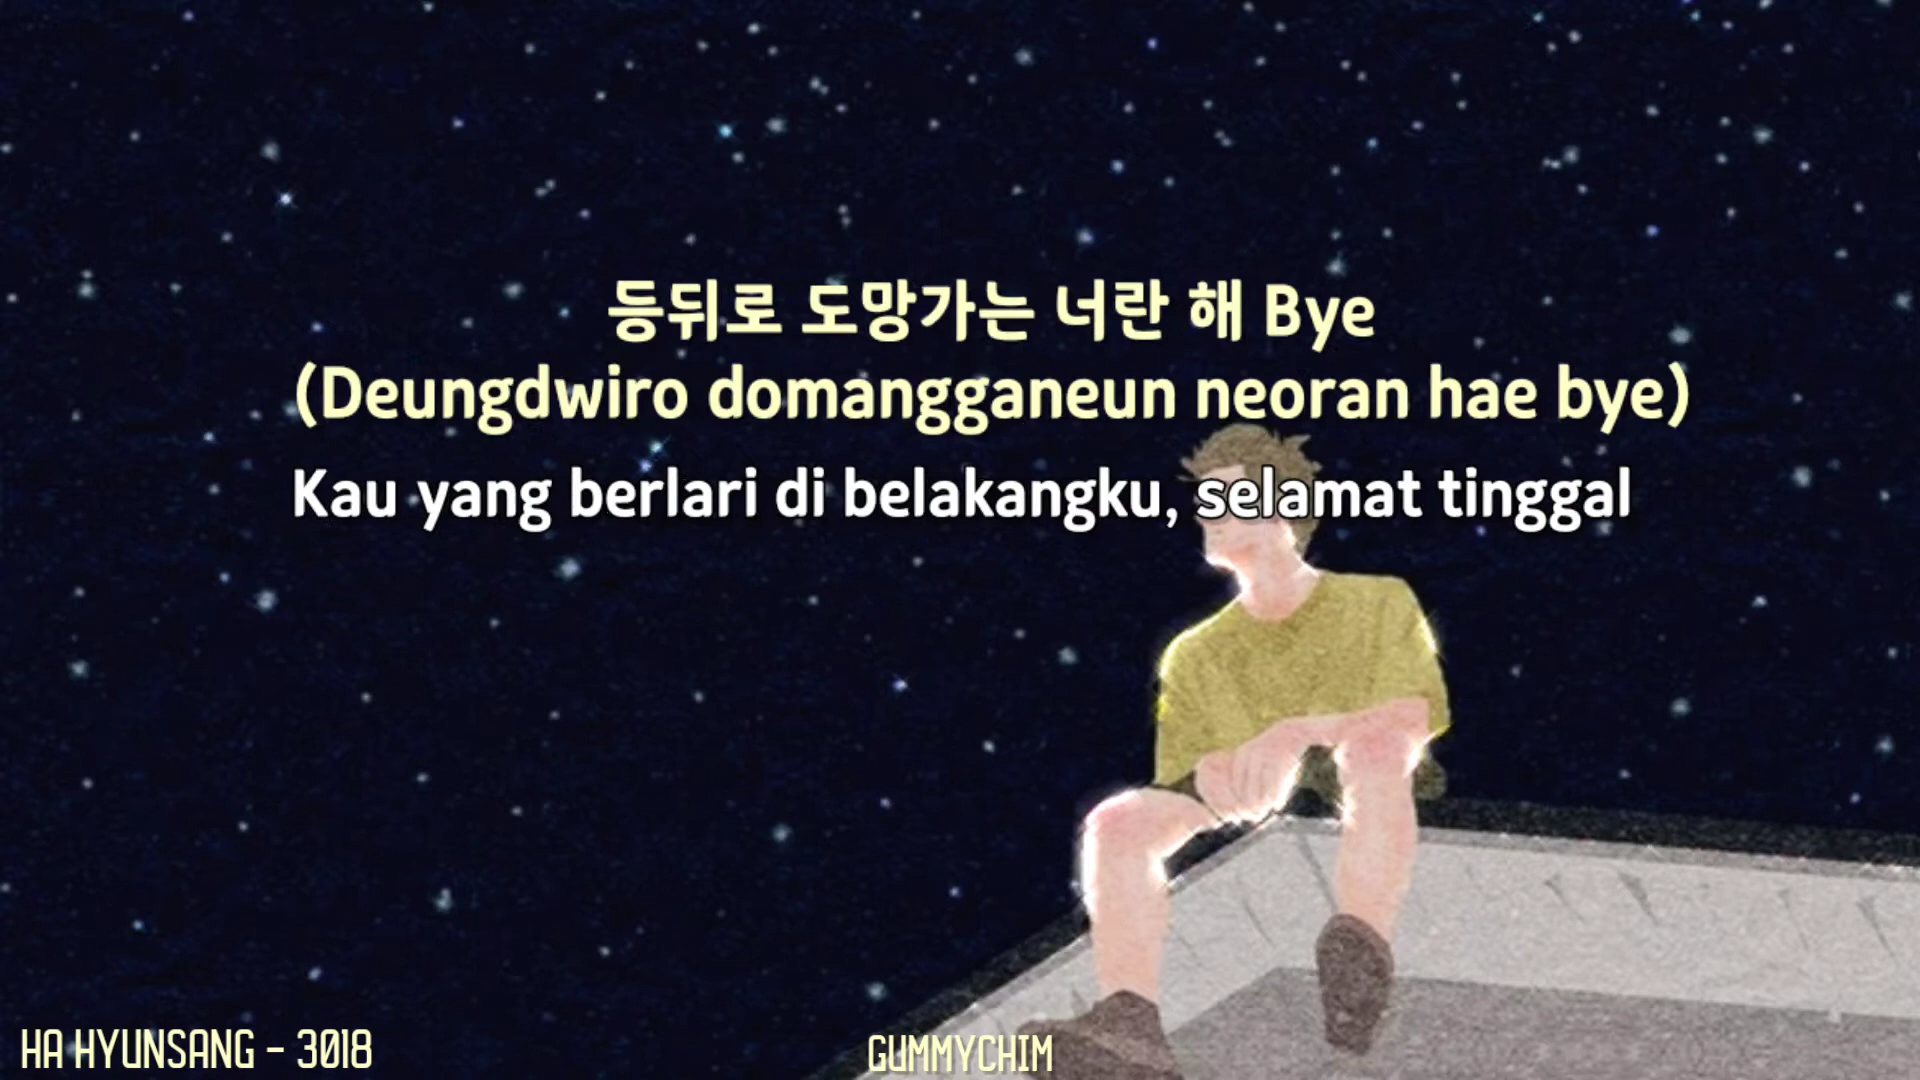 등뒤로 도망가는 너란 해 Bye
(Deungdwiro domangganeun neoran hae bye)
Kau yang berlari di belakangku, selamat tinggal
HA HYUNSANG - 3018
GUMMYCHIM